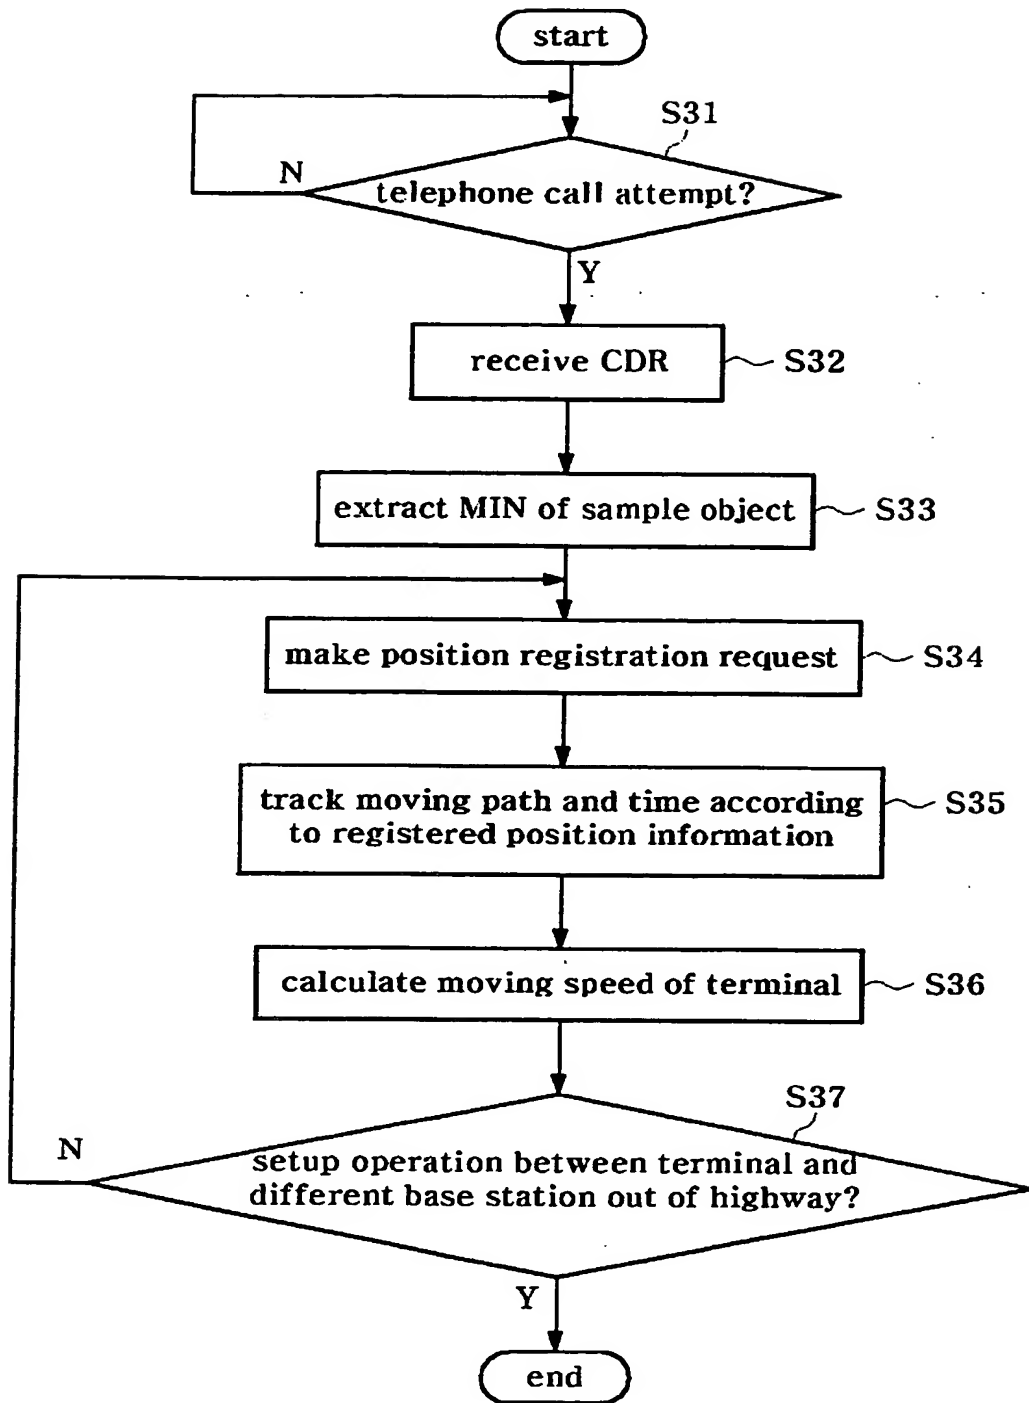 start
S31
N
telephone call attempt?
Y
receive CDR
S32
extract MIN of sample object
S33
make position registration request
S34
track moving path and time according
to registered position information
S35
calculate moving speed of terminal
S36
S37
N
setup operation between terminal and
different base station out of highway?
Y
end